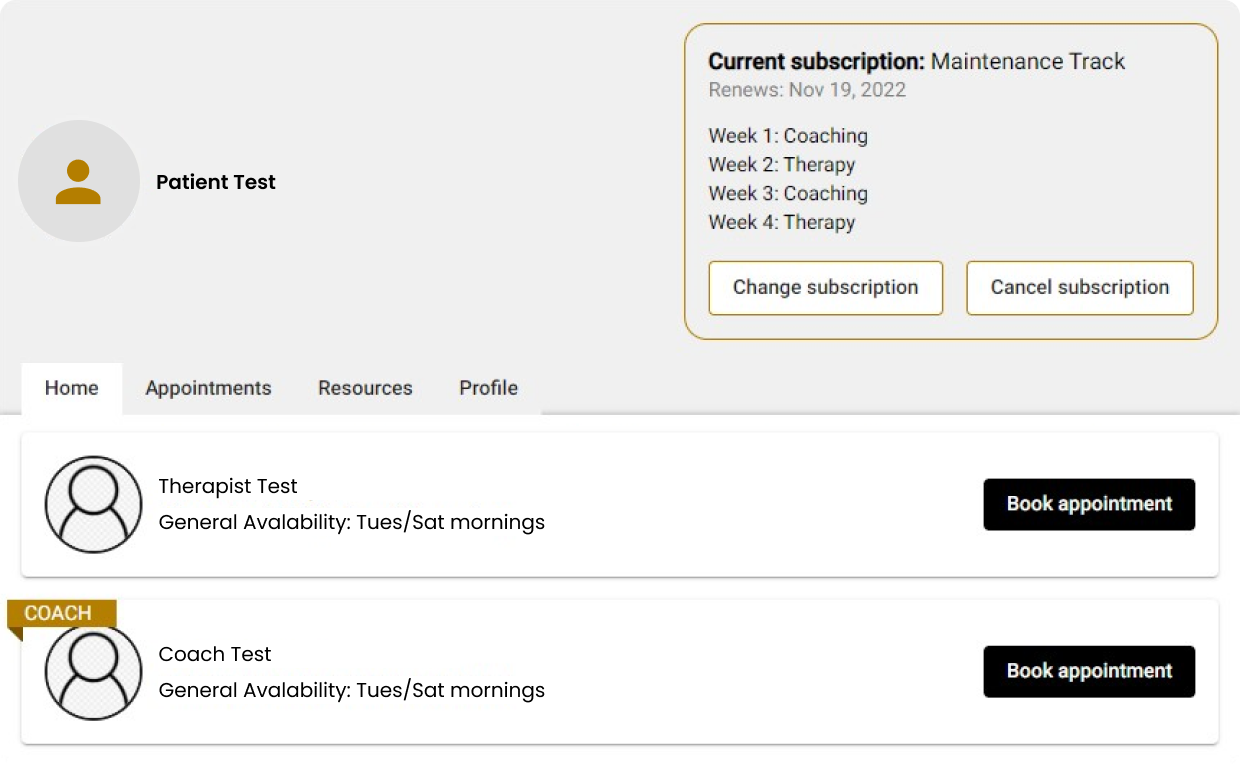 Current subscription: Maintenance Track
Renews: Nov 19, 2022
Week 1: Coaching
Week 2: Therapy
Week 3: Coaching
Week 4: Therapy
Change subscription Cancel subscription
Patient Test
Home Appointments Resources Profile
Therapist Test
General Avalability: Tues/Sat mornings
Book appointment
COACH
Coach Test
General Avalability: Tues/Sat mornings
Book appointment